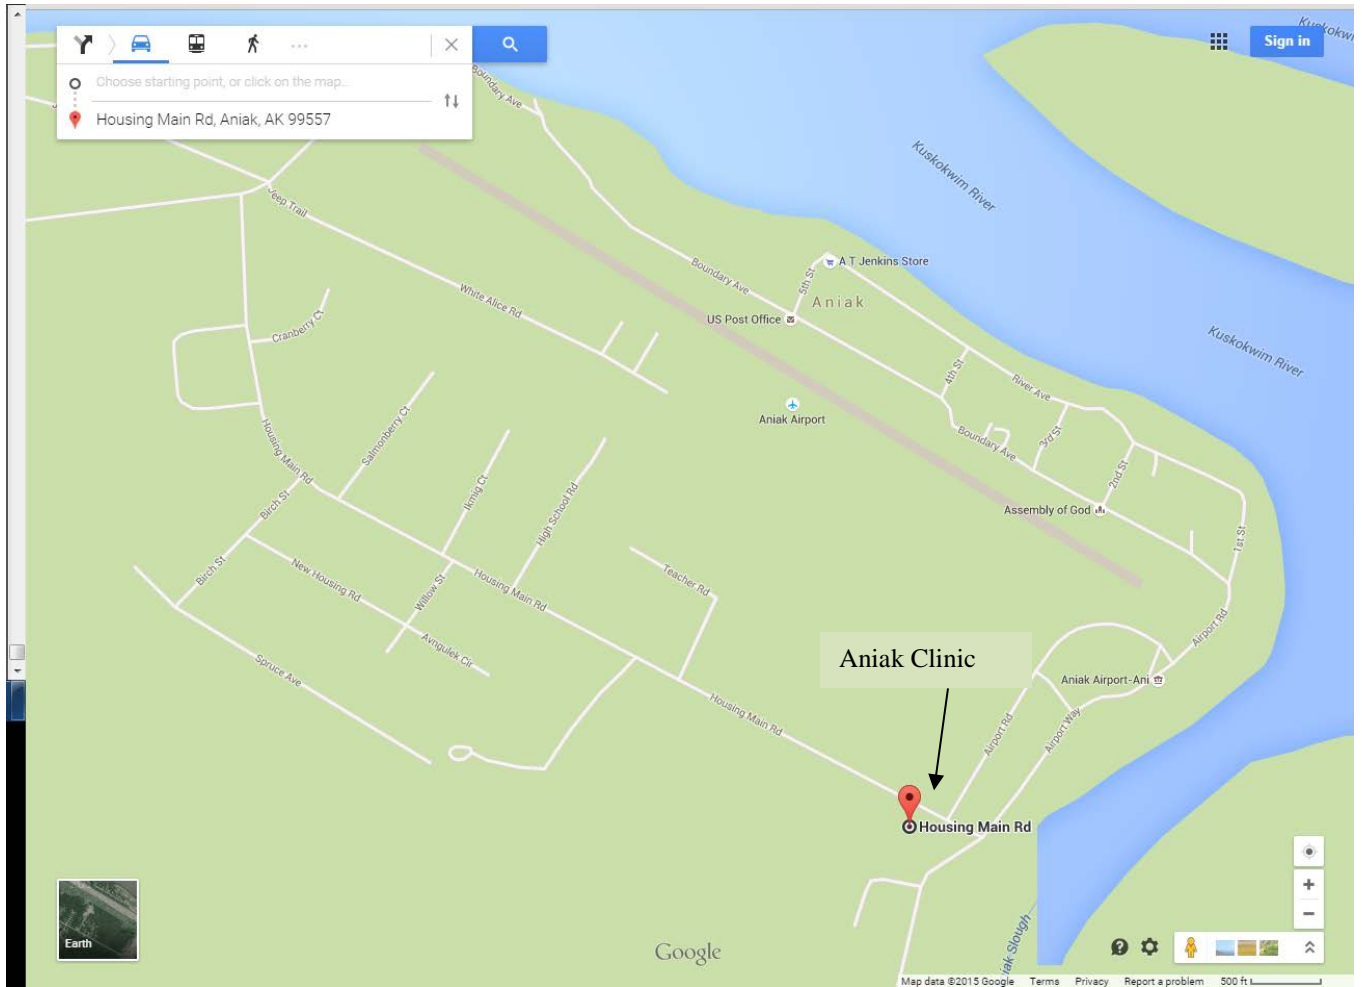 Choose starting point, or click on the map...
Housing Main Rd, Aniak, AK 99557
Sign in
Kuskokwim
Boundary Ave
Kuskokwim River
Jeep Trail
A T Jenkins Store
5th St
Boundary Ave
Aniak
White Alice Rd
US Post Office
Cranberry Ct
Kuskokwim River
4th St
River Ave
Aniak Airport
Salmonberry Ct
Housing Main Rd
Boundary Ave
3rd St
2nd St
Ikmig Ct
High School Rd
Birch St
Assembly of God
1st St
Birch St
New Housing Rd
Willow St
Housing Main Rd
Teacher Rd
Airport Rd
Avngulek Cir
Spruce Ave
Aniak Clinic
Aniak Airport-Ani
Housing Main Rd
Airport Rd
Airport Way
Housing Main Rd
Earth
Google
iak Slough
Map data ©2015 Google Terms Privacy Report a problem 500 ft